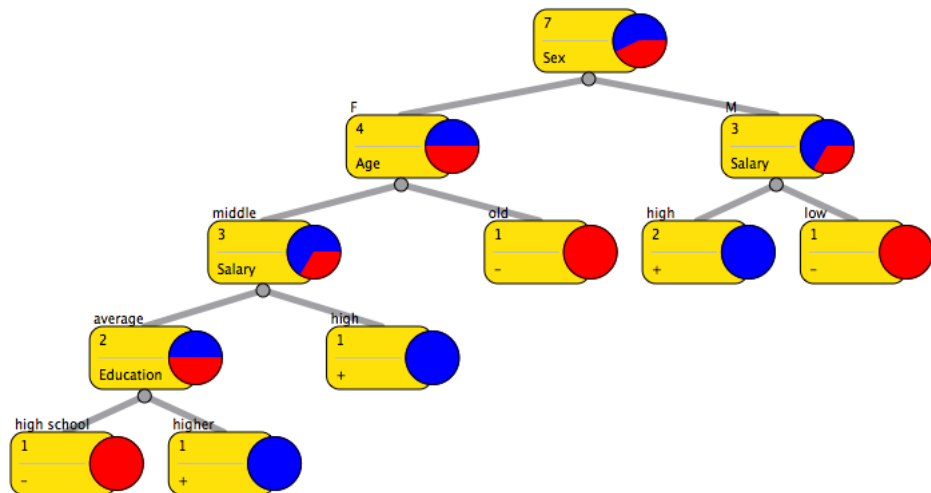 7
Sex
F
M
4
Age
3
Salary
middle
old
high
low
3
Salary
1
–
2
+
1
–
average
high
2
Education
1
+
high school
higher
1
–
1
+